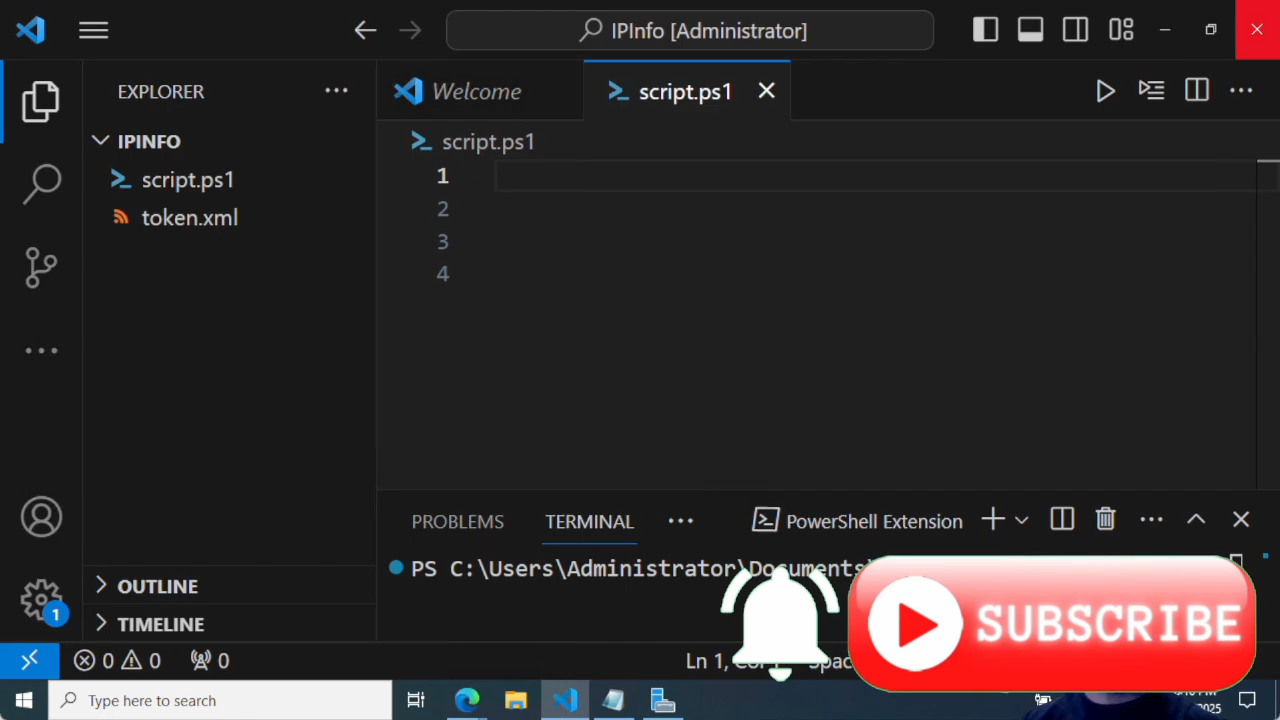 IPInfo [Administrator]
EXPLORER
Welcome
script.ps1
IPINFO
script.ps1
script.ps1
token.xml
1
2
3
4
PROBLEMS
TERMINAL
PowerShell Extension
PS C:\Users\Administrator\Documents\
OUTLINE
TIMELINE
1
SUBSCRIBE
0
0
0
Ln 1,
Type here to search